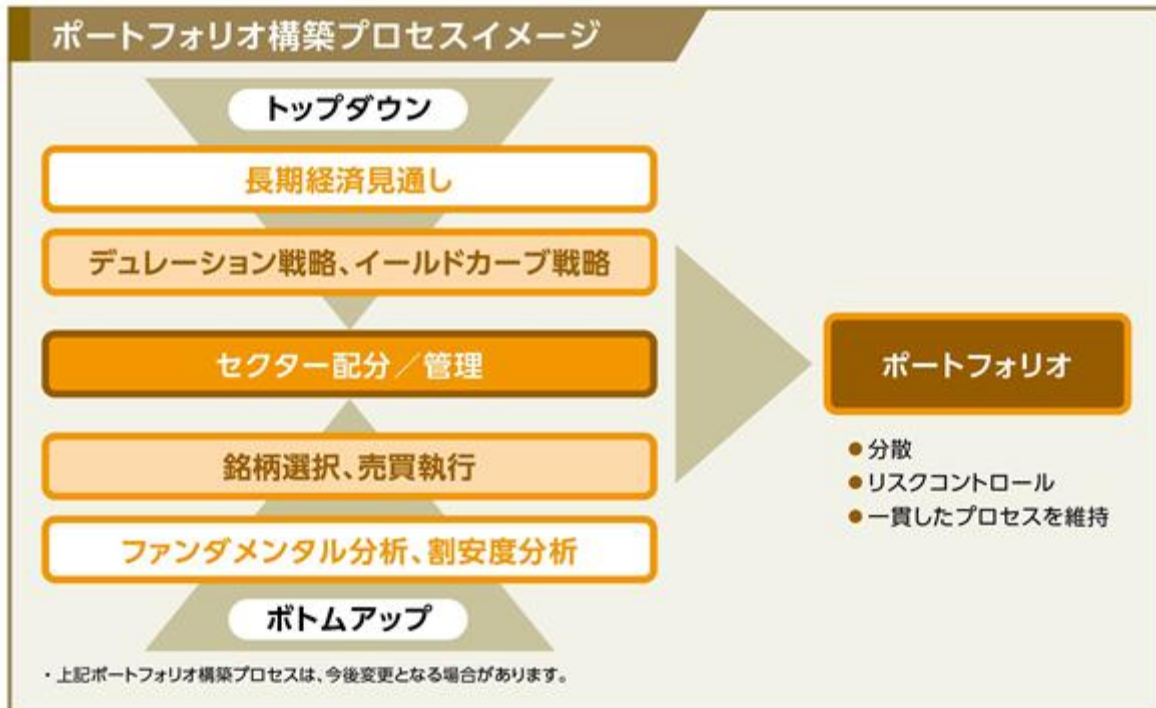 ポートフォリオ構築プロセスイメージ
トップダウン
長期経済見通し
デュレーション戦略、イールドカーブ戦略
セクター配分／管理
銘柄選択、売買執行
ファンダメンタル分析、割安度分析
ボトムアップ
ポートフォリオ
●分散
●リスクコントロール
●一貫したプロセスを維持
・上記ポートフォリオ構築プロセスは、今後変更となる場合があります。